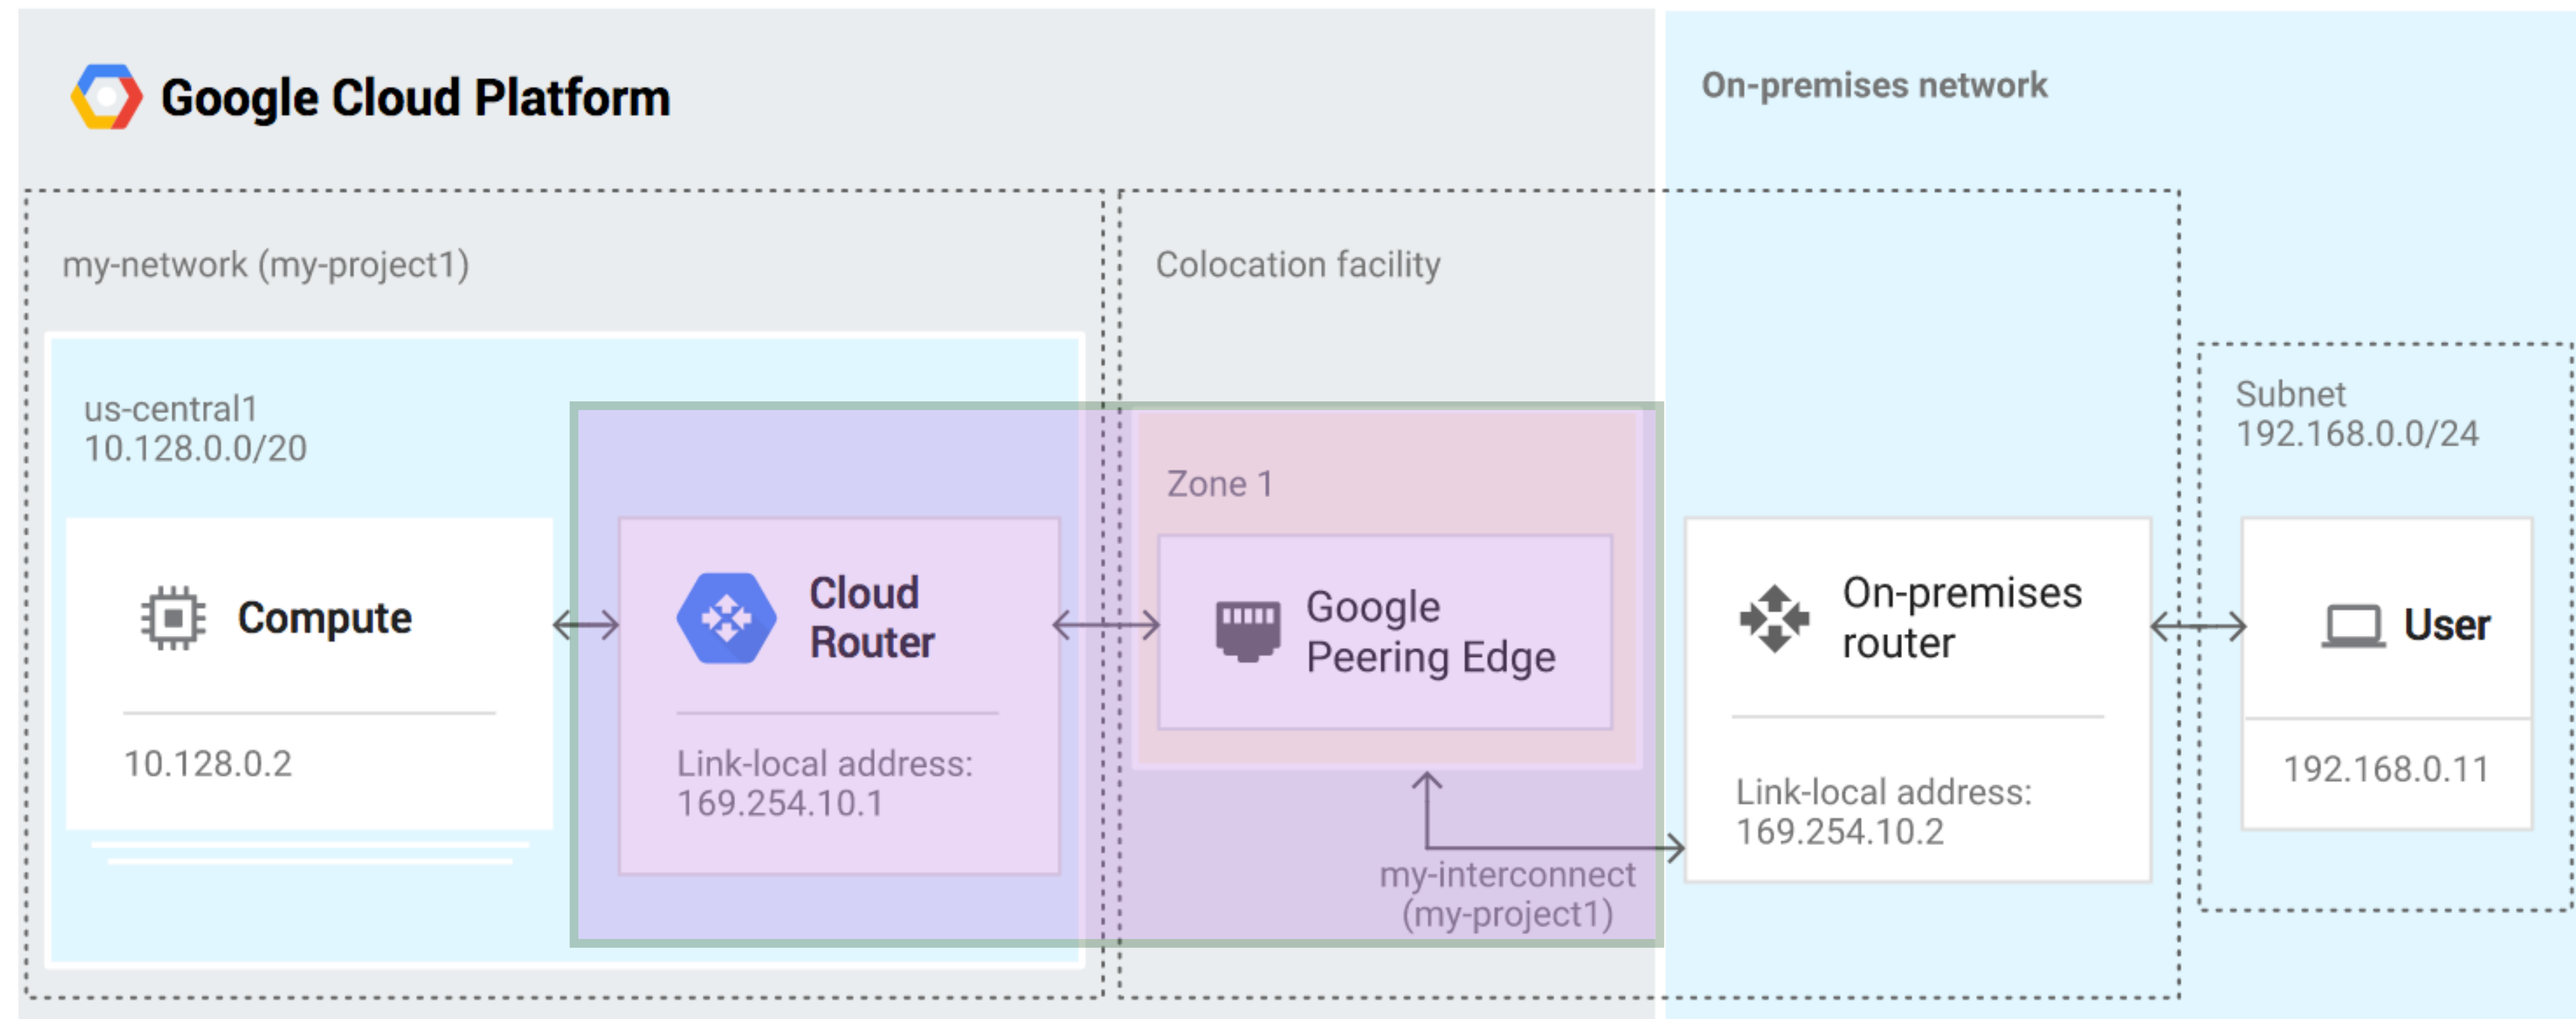 Google Cloud Platform
On-premises network
my-network (my-project1)
Colocation facility
us-central1
10.128.0.0/20
Compute
10.128.0.2
Cloud
Router
Link-local address:
169.254.10.1
Zone 1
Google
Peering Edge
my-interconnect
(my-project1)
On-premises
router
Link-local address:
169.254.10.2
Subnet
192.168.0.0/24
User
192.168.0.11